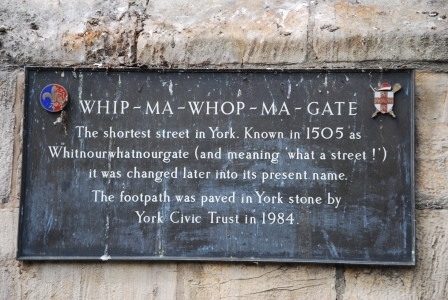 WHIP-MA-WHOP-MA-GATE
The shortest street in York. Known in 1505 as
Whitnourwhatnourgate (and meaning 'what a street !')
it was changed later into its present name.
The footpath was paved in York stone by
York Civic Trust in 1984.